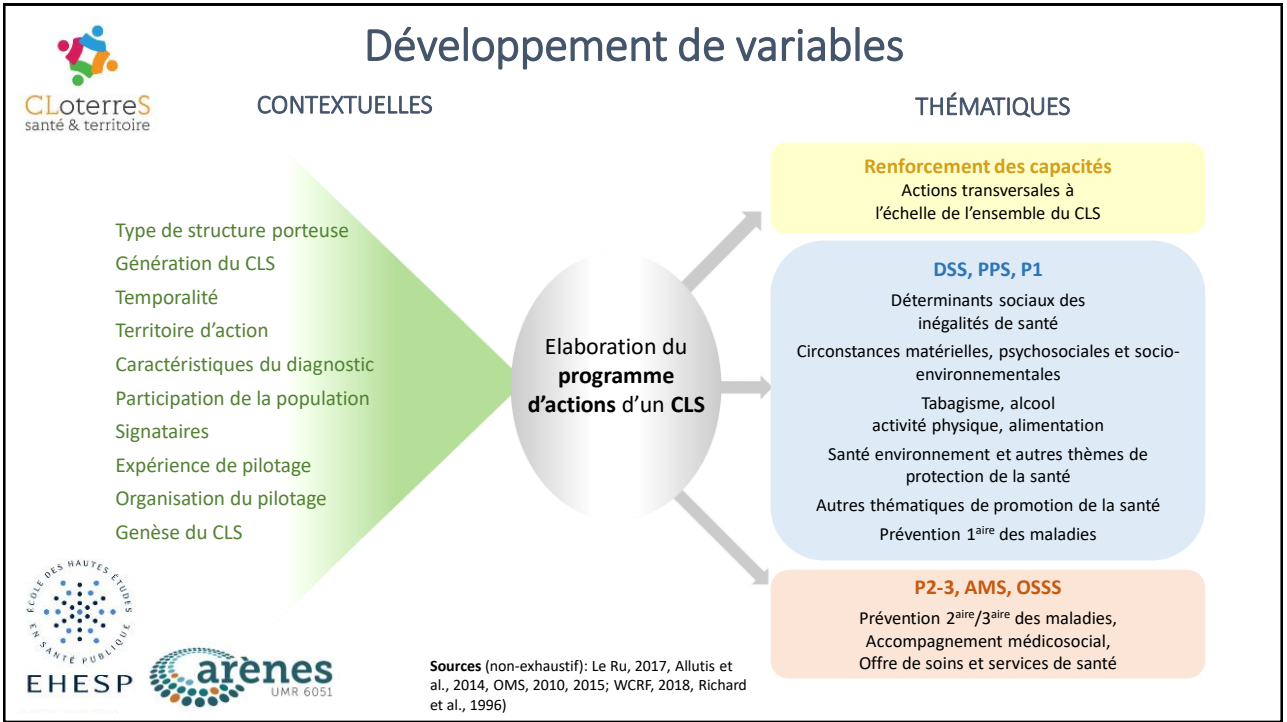 Développement de variables
CLoterreS
santé & territoire
CONTEXTUELLES
Type de structure porteuse
Génération du CLS
Temporalité
Territoire d'action
Caractéristiques du diagnostic
Participation de la population
Signataires
Expérience de pilotage
Organisation du pilotage
Genèse du CLS
Elaboration du
programme
d'actions d'un CLS
THÉMATIQUES
Renforcement des capacités
Actions transversales à
l'échelle de l'ensemble du CLS
DSS, PPS, P1
Déterminants sociaux des
inégalités de santé
Circonstances matérielles, psychosociales et socio-
environnementales
Tabagisme, alcool
activité physique, alimentation
Santé environnement et autres thèmes de
protection de la santé
Autres thématiques de promotion de la santé
Prévention 1aire des maladies
P2-3, AMS, OSSS
Prévention 2aire/3aire des maladies,
Accompagnement médicosocial,
Offre de soins et services de santé
ÉCOLE DES HAUTES ÉTUDES
EN SANTÉ PUBLIQUE
EHESP
arènes
UMR 6051
Sources (non-exhaustif): Le Ru, 2017, Allutis et
al., 2014, OMS, 2010, 2015; WCRF, 2018, Richard
et al., 1996)